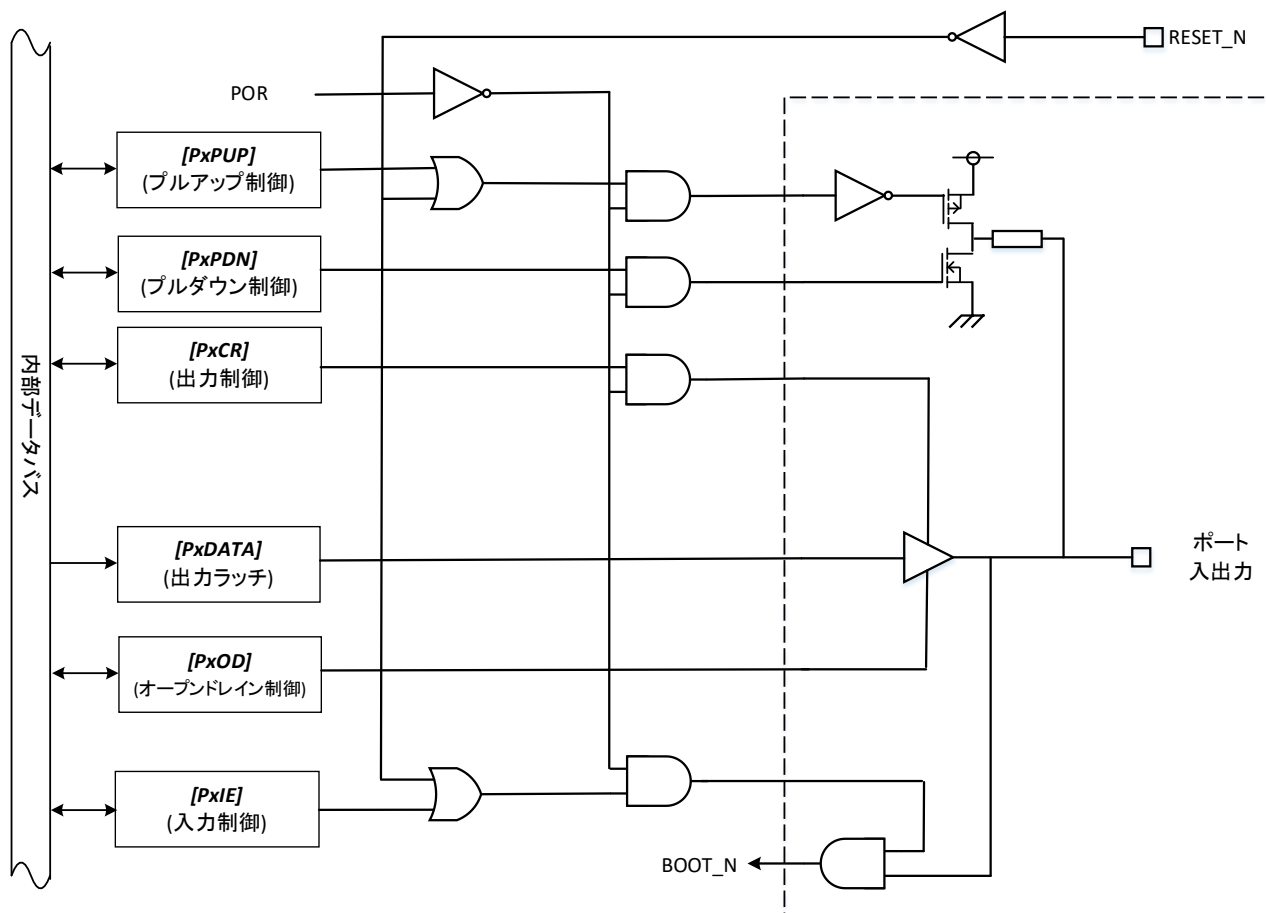 RESET_N
POR
[PxPUP]
(プルアップ制御)
[PxPDN]
(プルダウン制御)
[PxCR]
(出力制御)
内部データバス
[PxDATA]
(出力ラッチ)
ポート
入出力
[PxOD]
(オープンドレイン制御)
[PxIE]
(入力制御)
BOOT_N